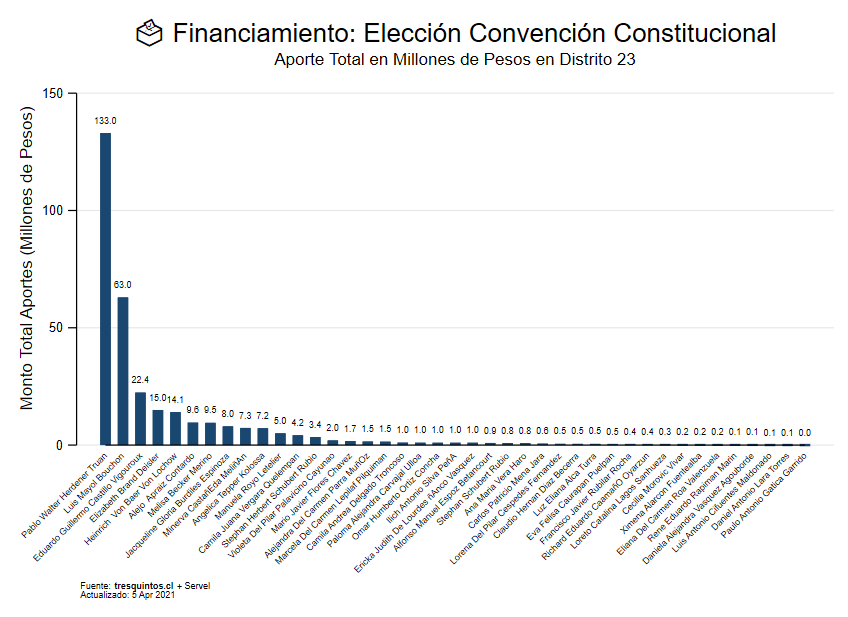 Financiamiento: Elección Convención Constitucional
Aporte Total en Millones de Pesos en Distrito 23
Monto Total Aportes (Millones de Pesos)
150
100
50
0
133.0
63.0
22.4
15.0
14.1
9.6
9.5
8.0
7.3
7.2
5.0
4.2
3.4
2.0
1.7
1.5
1.5
1.0
1.0
1.0
1.0
1.0
0.9
0.8
0.8
0.6
0.5
0.5
0.5
0.5
0.4
0.4
0.3
0.2
0.2
0.2
0.1
0.1
0.1
0.1
0.0
Pablo Walter Herdener Truan
Luis Mayol Bouchon
Eduardo Guillermo Castillo Vigouroux
Elizabeth Brand Deisler
Heinrich Von Baer Von Lochow
Alejo Apraiz Contardo
Melisa Becker Merino
Jacqueline Gloria Burdiles Espinoza
Minerva CastañEda MeliñAn
Angelica Tepper Kolossa
Manuela Royo Letelier
Camila Juana Vergara Quelempan
Stephan Herbert Schubert Rubio
Violeta Del Pilar Palavicino Cayunao
Mario Javier Flores Chavez
Alejandra Del Carmen Parra MuñOz
Marcela Del Carmen Leplaf Pilquiman
Camila Andrea Delgado Troncoso
Paloma Alejandra Carvajal Ulloa
Omar Humberto Ortiz Concha
Ilich Antonio Silva PeñA
Ericka Judith De Lourdes ñAnco Vasquez
Alfonso Manuel Espoz Betancourt
Stephan Schubert Rubio
Ana Maria Vera Haro
Carlos Patricio Mena Jara
Lorena Del Pilar Cespedes Fernandez
Claudio Hernan Diaz Becerra
Luz Eliana Alca Turra
Eva Felisa Caurapan Puelpan
Francisco Javier Rubilar Rocha
Richard Eduardo CaamañO Oyarzun
Loreto Catalina Lagos Sanhueza
Cecilia Morovic Vivar
Ximena Alarcon Fuentealba
Eliana Del Carmen Roa Valenzuela
Rene Eduardo Rapiman Marin
Daniela Alejandra Vasquez Agouborde
Luis Antonio Cifuentes Maldonado
Daniel Antonio Lara Torres
Paulo Antonio Gatica Garrido
Fuente: tresquintos.cl + Servel
Actualizado: 5 Apr 2021